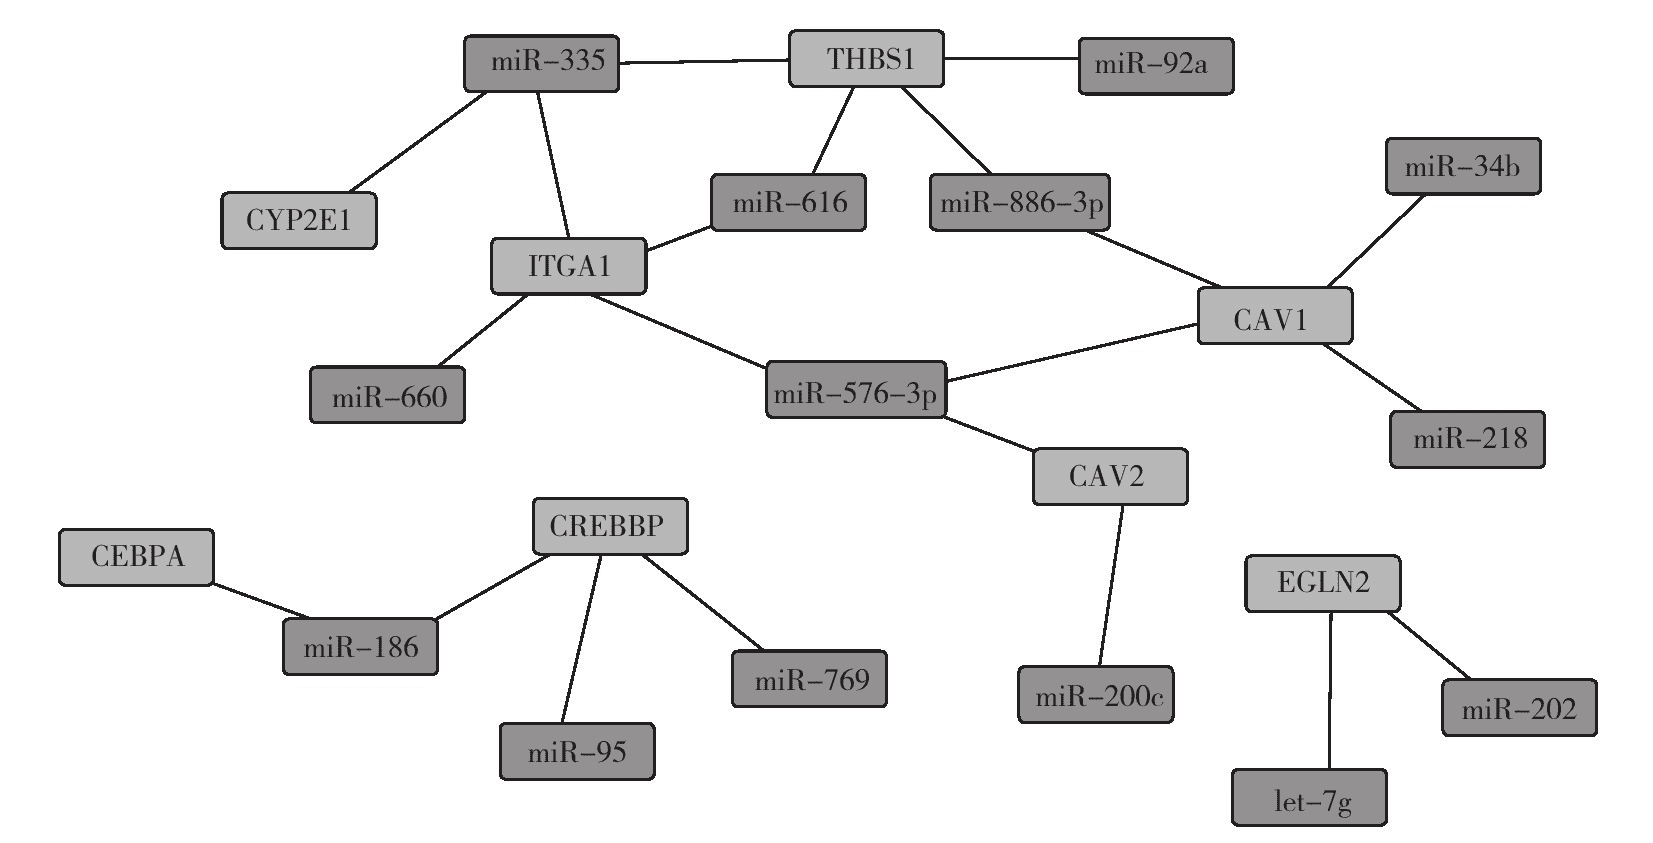 miR-335
THBS1
miR-92a
miR-34b
miR-616
miR-886-3p
CYP2E1
ITGA1
CAV1
miR-660
miR-576-3p
miR-218
CAV2
CREBBP
CEBPA
EGLN2
miR-186
miR-769
miR-200c
miR-202
miR-95
let-7g